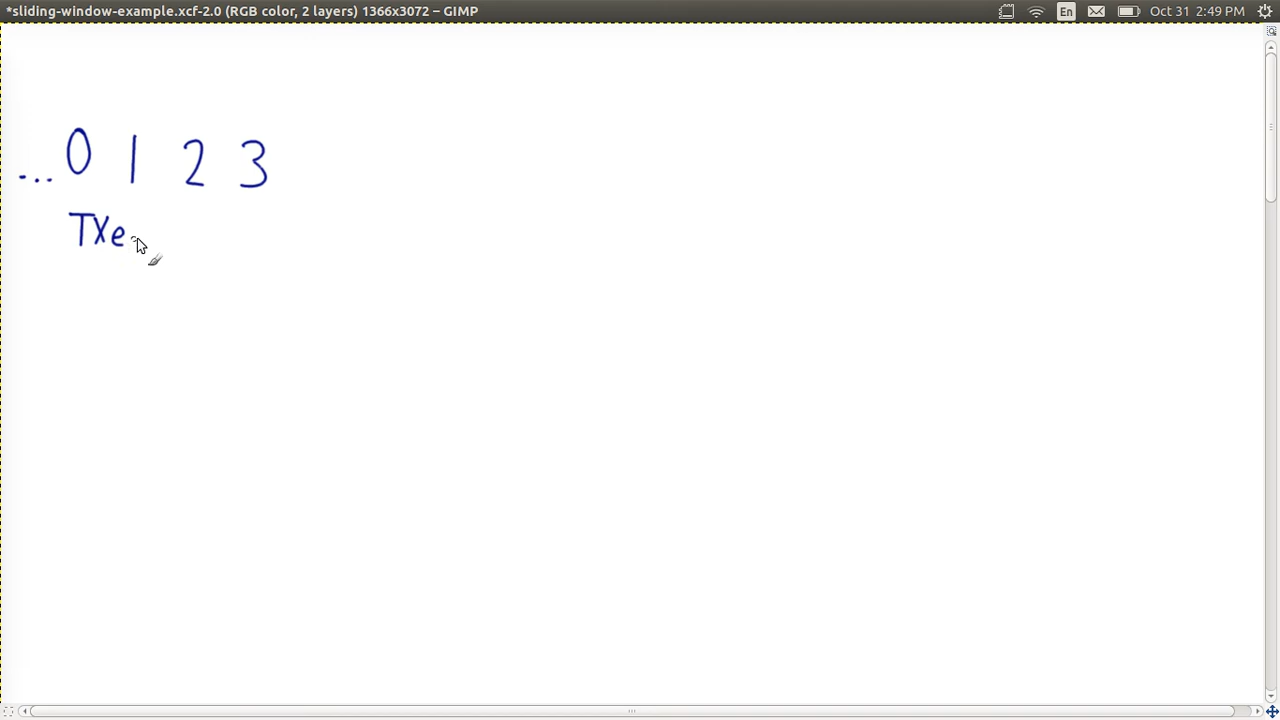 *sliding-window-example.xcf-2.0 (RGB color, 2 layers) 1366x3072 – GIMP En Oct 31 2:49 PM
... 0 1 2 3
TXe